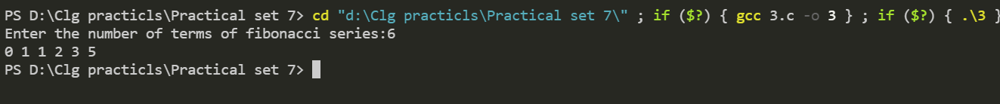 PS D:\Clg practicls\Practical set 7> cd "d:\Clg practicls\Practical set 7\" ; if ($?) { gcc 3.c -o 3 } ; if ($?) { .\3 }
Enter the number of terms of fibonacci series:6
0 1 1 2 3 5
PS D:\Clg practicls\Practical set 7>